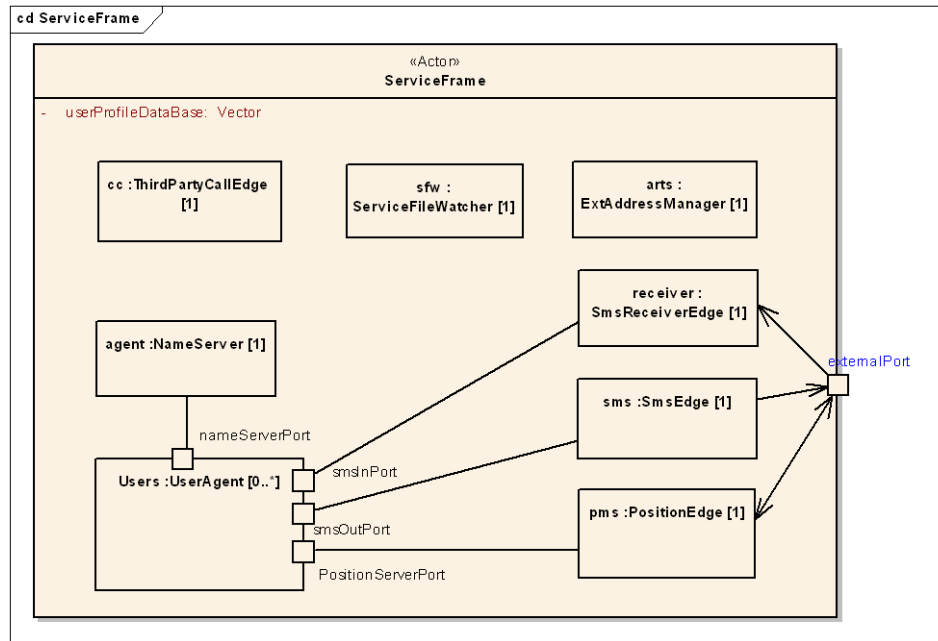 cd ServiceFrame
«Actor»
ServiceFrame
- userProfileDataBase: Vector
cc :ThirdPartyCallEdge
[1]
sfw :
ServiceFileWatcher [1]
arts :
ExtAddressManager [1]
receiver :
SmsReceiverEdge [1]
agent :NameServer [1]
externalPort
sms :SmsEdge [1]
nameServerPort
smsInPort
Users :UserAgent [0..*]
pms :PositionEdge [1]
smsOutPort
PositionServerPort